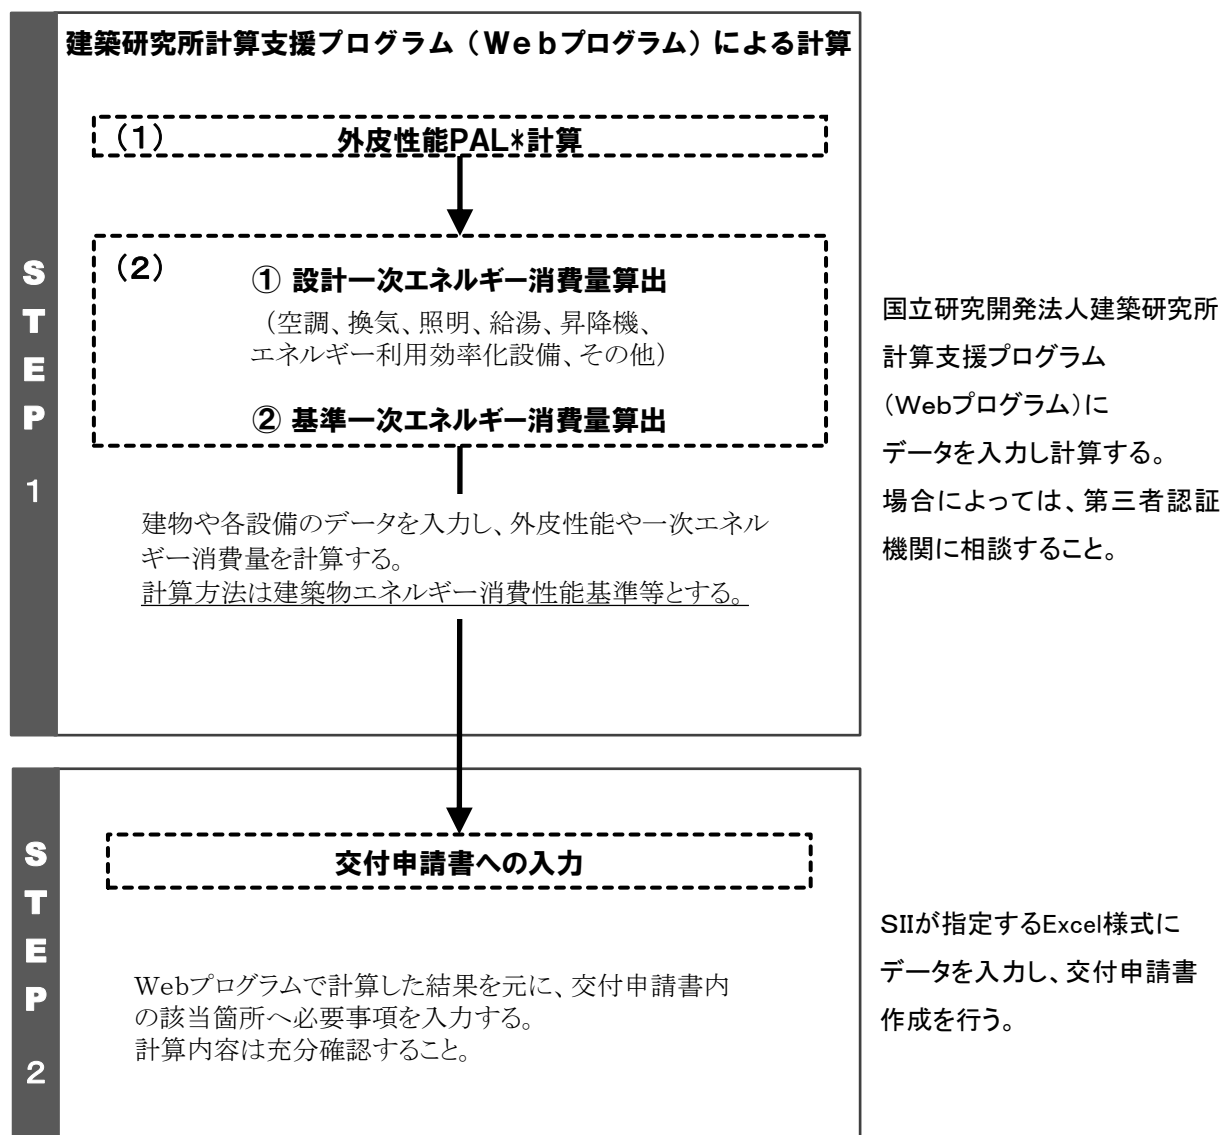 建築研究所計算支援プログラム（Webプログラム）による計算
(1) 外皮性能PAL*計算
(2)
① 設計一次エネルギー消費量算出
（空調、換気、照明、給湯、昇降機、
エネルギー利用効率化設備、その他）
② 基準一次エネルギー消費量算出
STEP 1
建物や各設備のデータを入力し、外皮性能や一次エネル
ギー消費量を計算する。
計算方法は建築物エネルギー消費性能基準等とする。
国立研究開発法人建築研究所
計算支援プログラム
（Webプログラム）に
データを入力し計算する。
場合によっては、第三者認証
機関に相談すること。
STEP 2
交付申請書への入力
Webプログラムで計算した結果を元に、交付申請書内
の該当箇所へ必要事項を入力する。
計算内容は充分確認すること。
SIIが指定するExcel様式に
データを入力し、交付申請書
作成を行う。